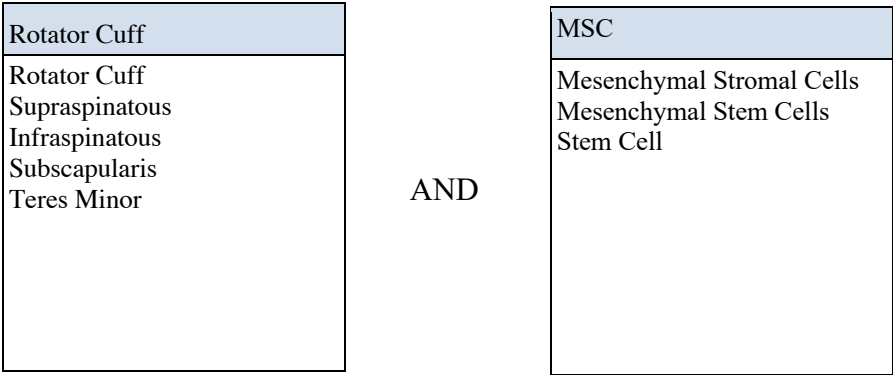 Rotator Cuff
Rotator Cuff
Supraspinatous
Infraspinatous
Subscapularis
Teres Minor
AND
MSC
Mesenchymal Stromal Cells
Mesenchymal Stem Cells
Stem Cell